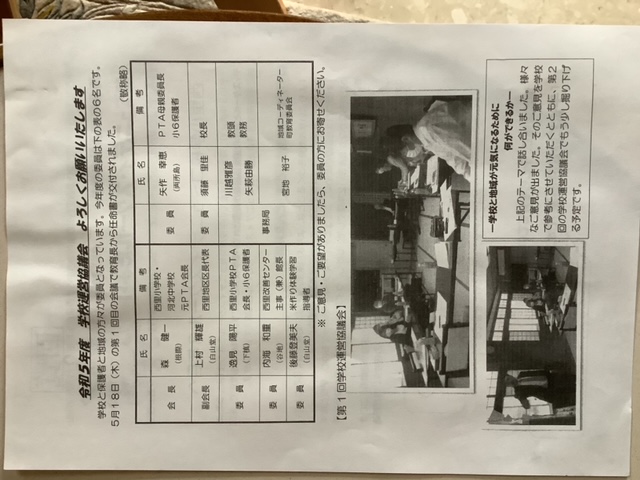 令和５年度　学校運営協議会　よろしくお願いいたします
学校と保護者と地域の方々が委員となっています。今年度の委員は下の表の６名です。
５月１８日（木）の第１回目の会議で教育長から任命書が交付されました。
（敬称略）
氏　名　備　考　氏　名　備　考
会　長　森　健一　西里小学校・
（根際）　河北中学校
元ＰＴＡ会長
委　員　矢作　幸恵　ＰＴＡ母親委員長
（両所島）　小６保護者
副会長　上村　輝雄　西里地区区長代表
（白山堂）
委　員　須藤　里佳　校長
委　員　逸見　陽平　西里小学校ＰＴＡ
（下槙）　会長・小６保護者
事務局　川越雅彦　教頭
矢萩由勝　教務
委　員　内海　和重　西里改善センター
（谷地）　主事（兼）館長
委　員　後藤登美夫　米作り体験学習
（白山堂）　指導者
宮地　裕子　地域コーディネーター
町教育委員会
※ ご意見・ご要望がありましたら、委員の方にお寄せください。
【第１回学校運営協議会】
―学校と地域が元気になるために
何ができるか―
上記のテーマで話し合いました。様々
なご意見が出ました。そのご意見を学校
で参考にさせていただくとともに、第２
回の学校運営協議会でもう少し掘り下げ
る予定です。